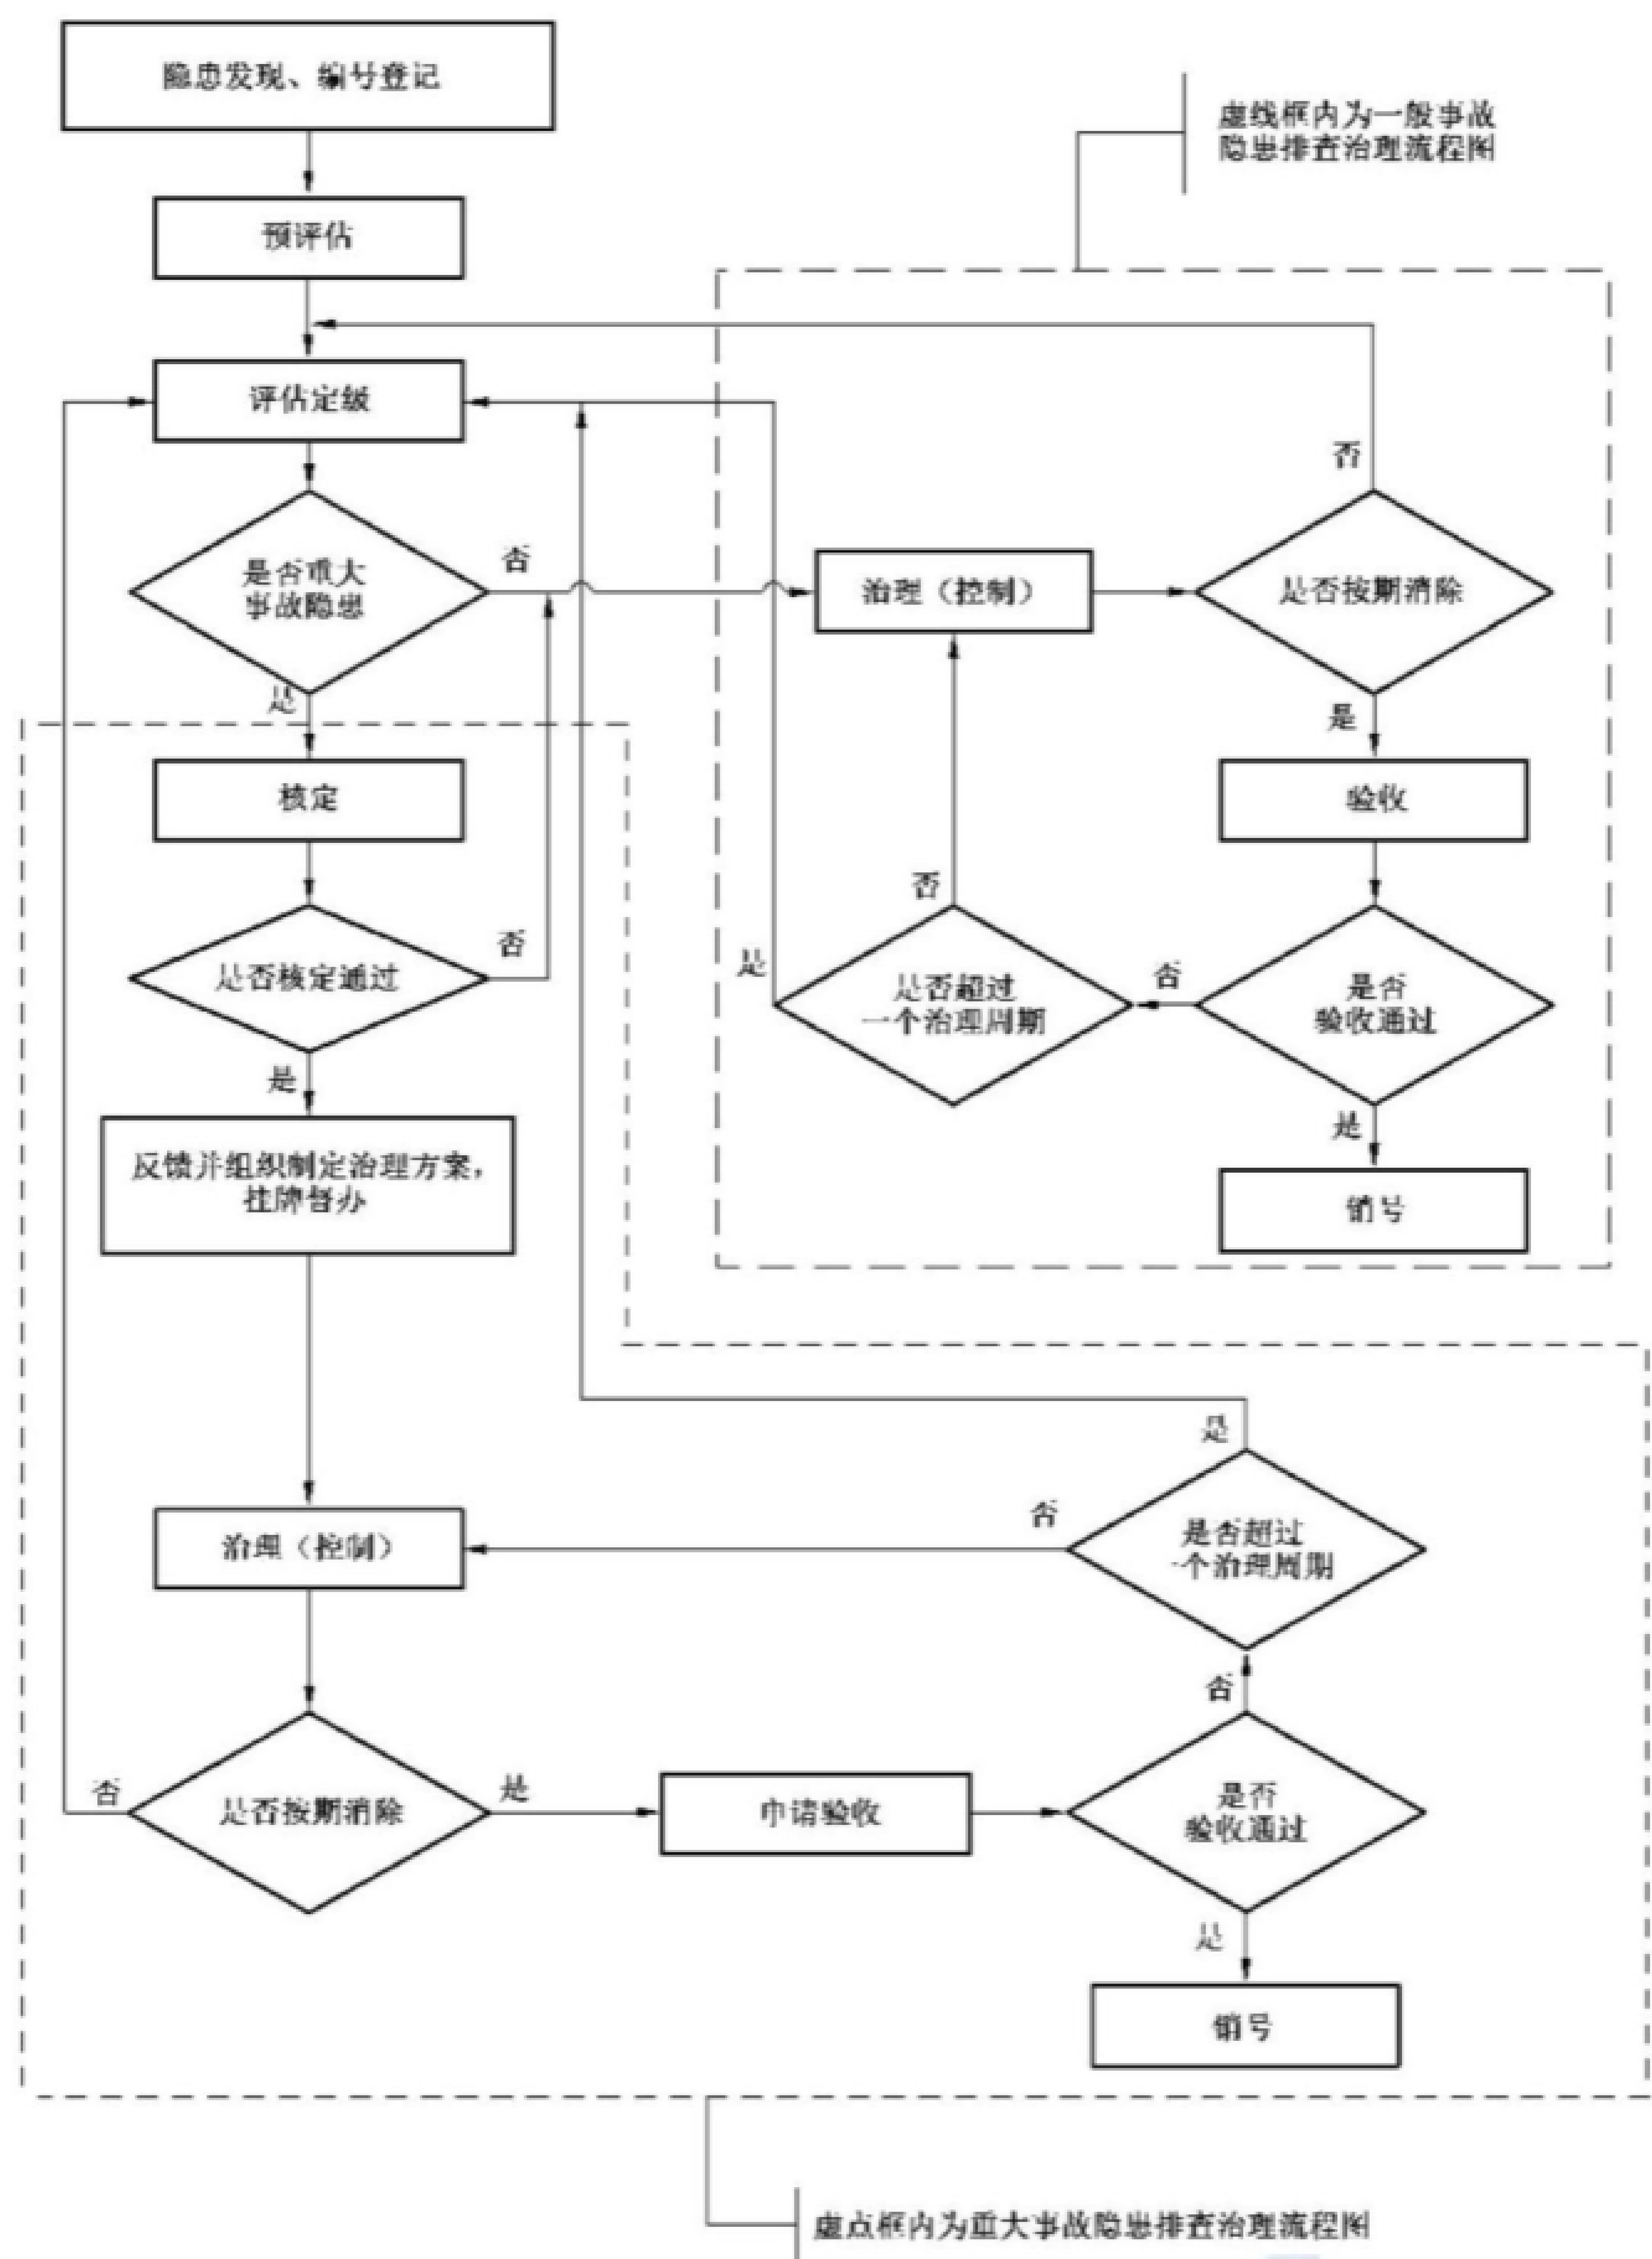 隐患发现、编号登记
虚线框内为一般事故
隐患排查治理流程图
预评估
评估定级
否
是否重大
事故隐患
否
治理（控制）
是否按期消除
是
是
核定
验收
否
是否核定通过
否
是
是否超过
一个治理周期
否
是否
验收通过
是
是
反馈并组织制定治理方案，
挂牌督办
销号
是
否
治理（控制）
是否超过
一个治理周期
否
否
是否按期消除
是
申请验收
是否
验收通过
是
销号
虚点框内为重大事故隐患排查治理流程图